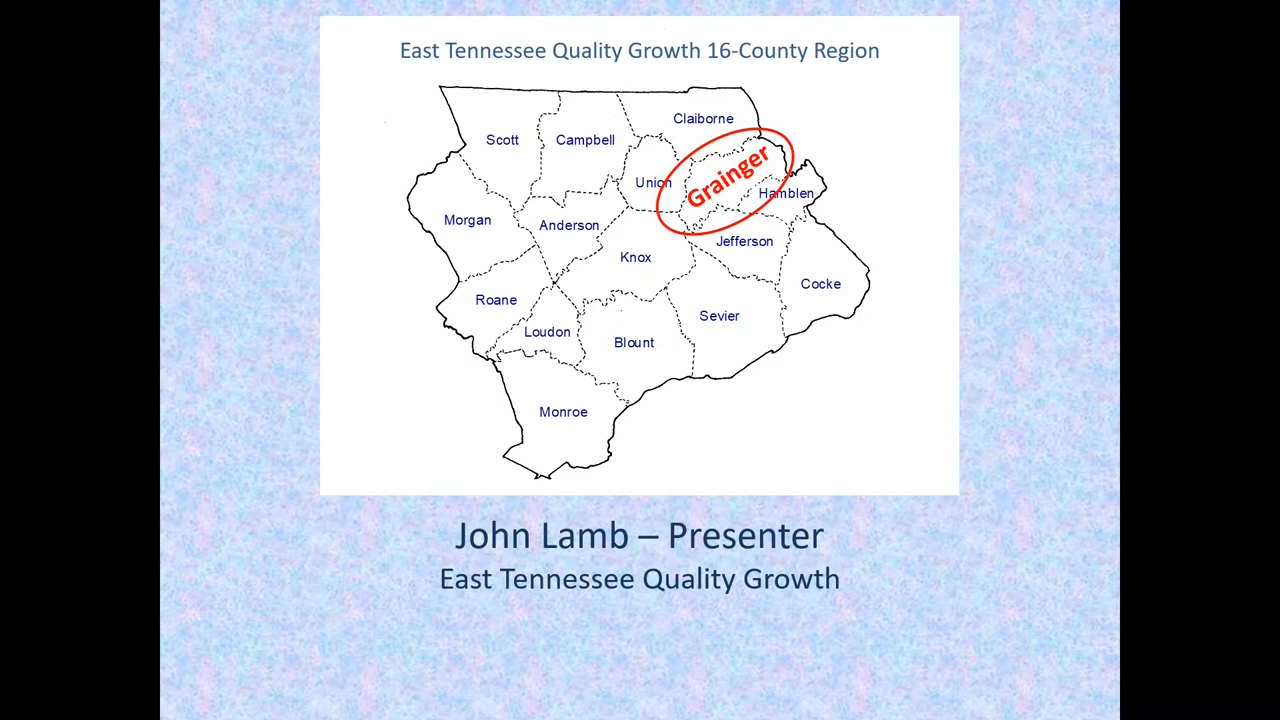 East Tennessee Quality Growth 16-County Region
Claiborne
Scott
Campbell
Grainger
Union
Hamblen
Morgan
Anderson
Jefferson
Knox
Cocke
Roane
Sevier
Loudon
Blount
Monroe
John Lamb – Presenter
East Tennessee Quality Growth